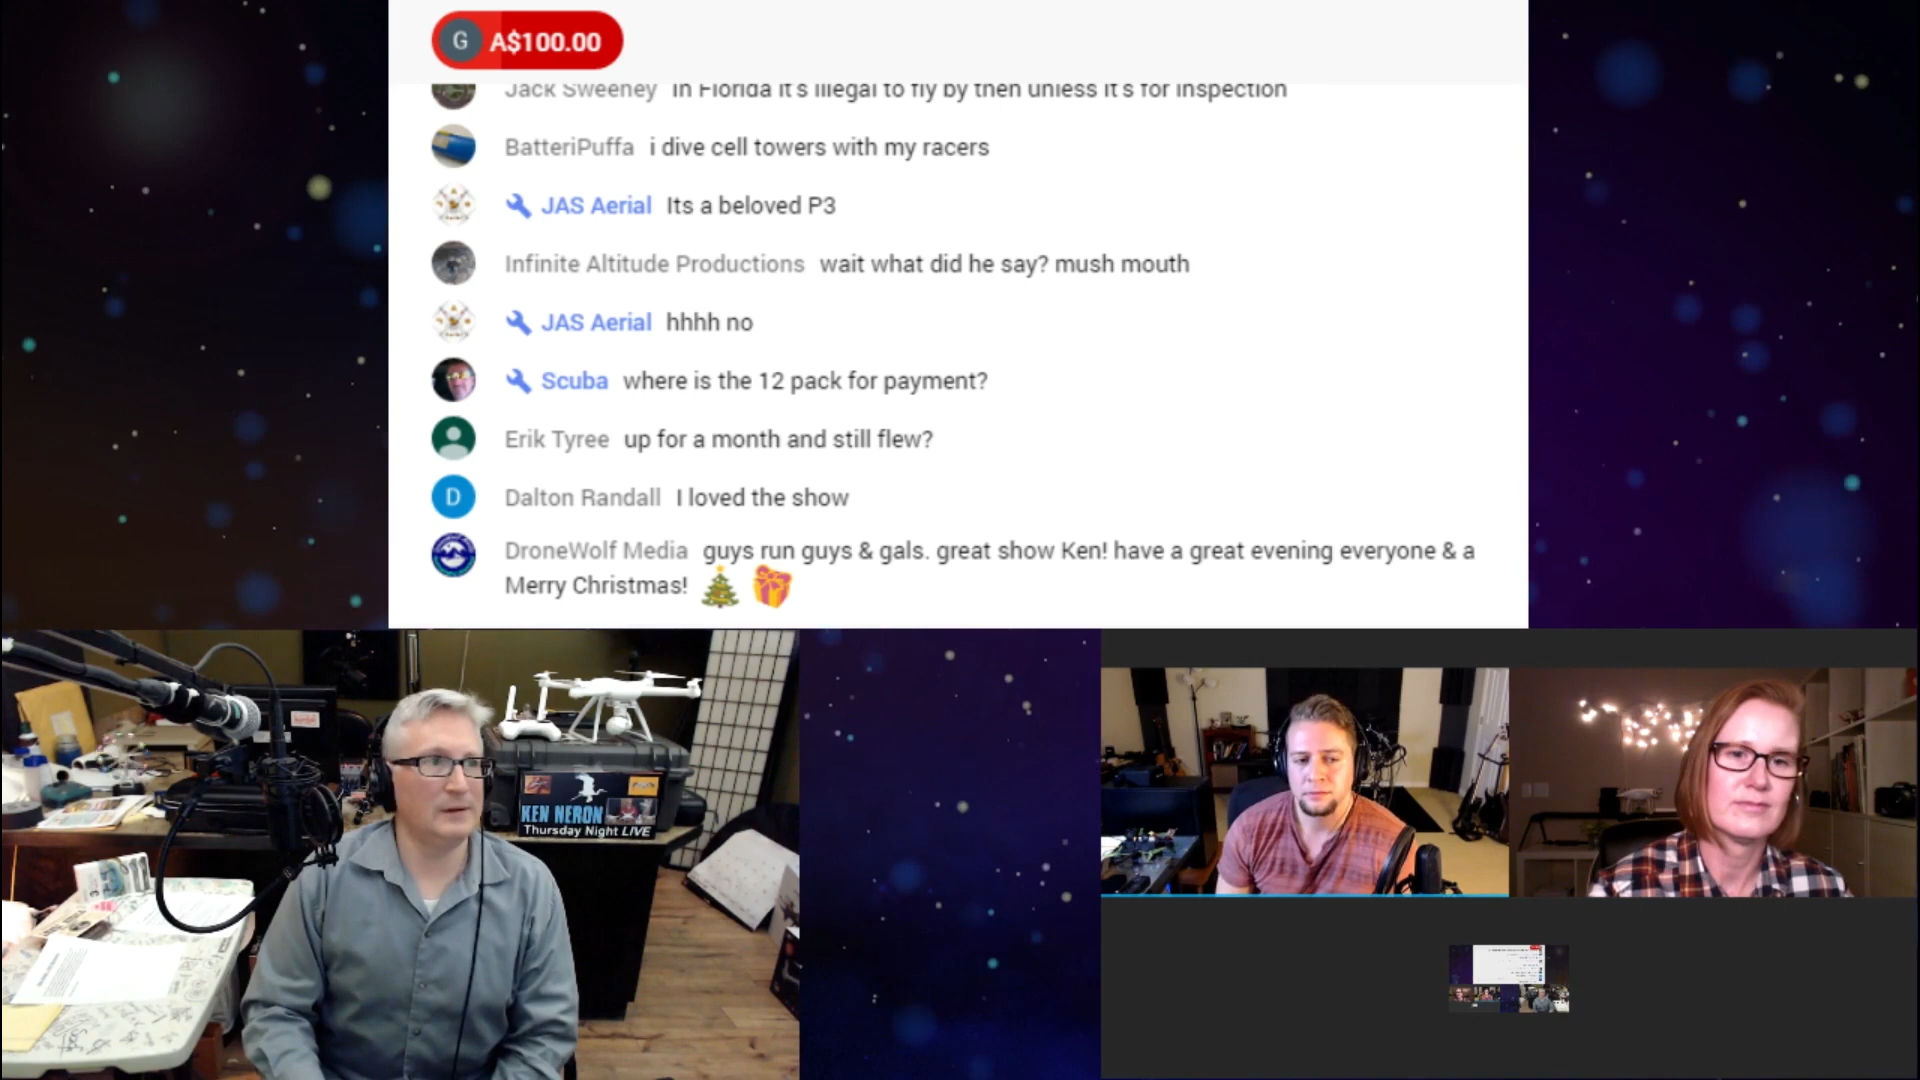 G A$100.00
Jack Sweeney In Florida it's illegal to fly by then unless it's for inspection
BatteriPuffa i dive cell towers with my racers
JAS Aerial Its a beloved P3
Infinite Altitude Productions wait what did he say? mush mouth
JAS Aerial hhhh no
Scuba where is the 12 pack for payment?
Erik Tyree up for a month and still flew?
D Dalton Randall I loved the show
DroneWolf Media guys run guys & gals. great show Ken! have a great evening everyone & a
Merry Christmas!
KEN NERON
Thursday Night LIVE